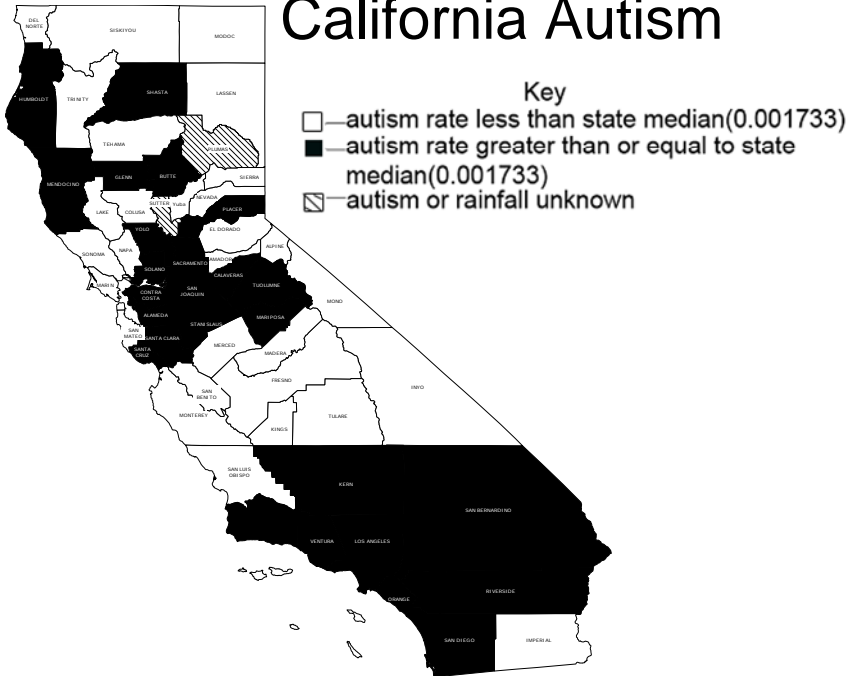 California Autism
Key
autism rate less than state median(0.001733)
autism rate greater than or equal to state
median(0.001733)
autism or rainfall unknown
DEL
NORTE
SISKIYOU
MODOC
HUMBOLDT
TRINITY
SHASTA
LASSEN
TEHAMA
PLUMAS
MENDOCINO
GLENN
BUTTE
SIERRA
LAKE
COLUSA
SUTTER
Yuba
NEVADA
PLACER
YOLO
EL DORADO
SONOMA
NAPA
ALPINE
SACRAMENTO
AMADOR
SOLANO
CALAVERAS
MARIN
CONTRA
COSTA
SAN
JOAQUIN
TUOLUMNE
MONO
ALAMEDA
STANISLAUS
MARIPOSA
SAN
MATEO
SANTA CLARA
SANTA
CRUZ
MERCED
MADERA
FRESNO
INYO
SAN
BENITO
MONTEREY
KINGS
TULARE
SAN LUIS
OBISPO
KERN
SAN BERNARDINO
VENTURA
LOS ANGELES
ORANGE
RIVERSIDE
SAN DIEGO
IMPERIAL